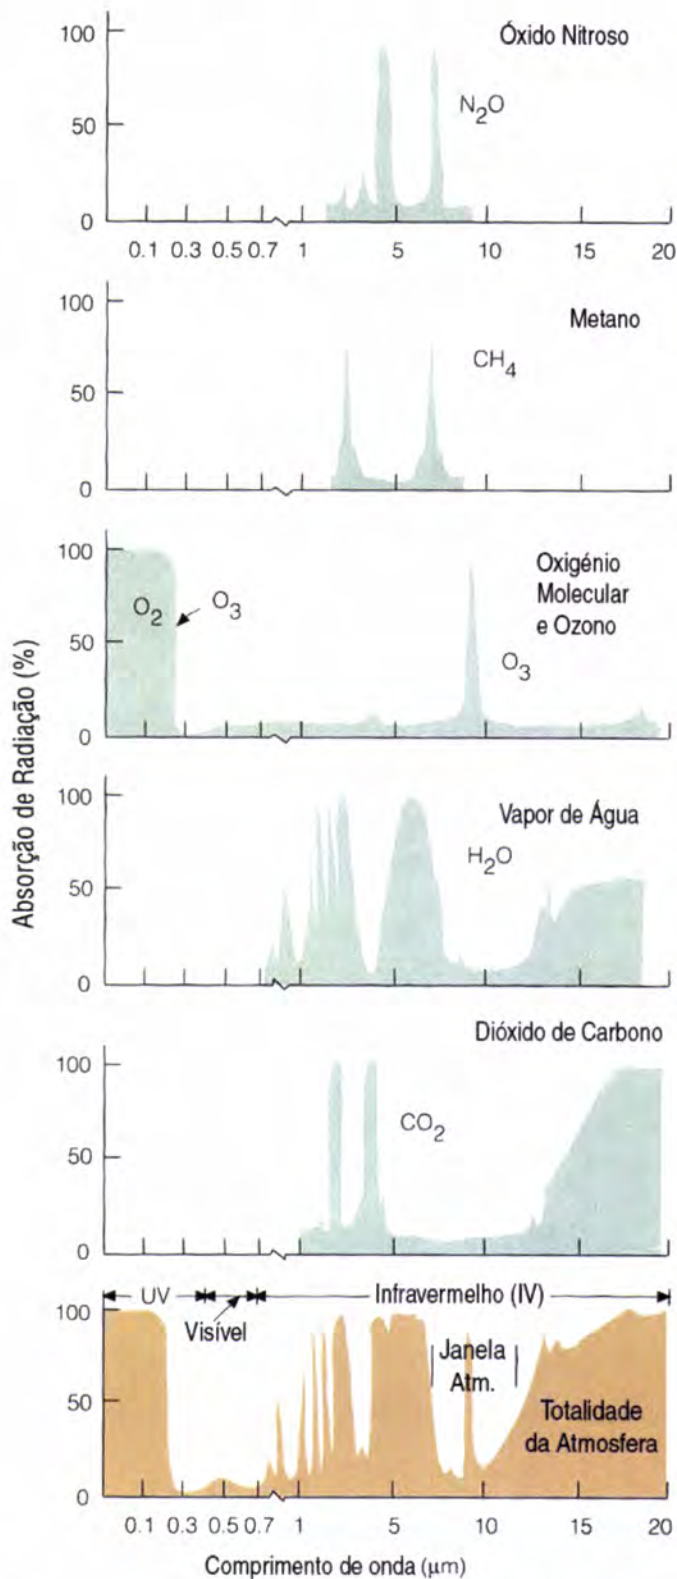 Óxido Nitroso
100
N2O
50
0
0.1 0.3 0.5 0.7 1 5 10 15 20
100
Metano
CH4
50
0
100
Oxigénio
Molecular
e Ozono
O2 O3
50
O3
0
Absorção de Radiação (%)
100
Vapor de Água
H2O
50
0
Dióxido de Carbono
100
CO2
50
0
UV
Infravermelho (IV)
100
Visível
Janela
Atm.
50
Totalidade
da Atmosfera
0
0.1 0.3 0.5 0.7 1 5 10 15 20
Comprimento de onda (μm)